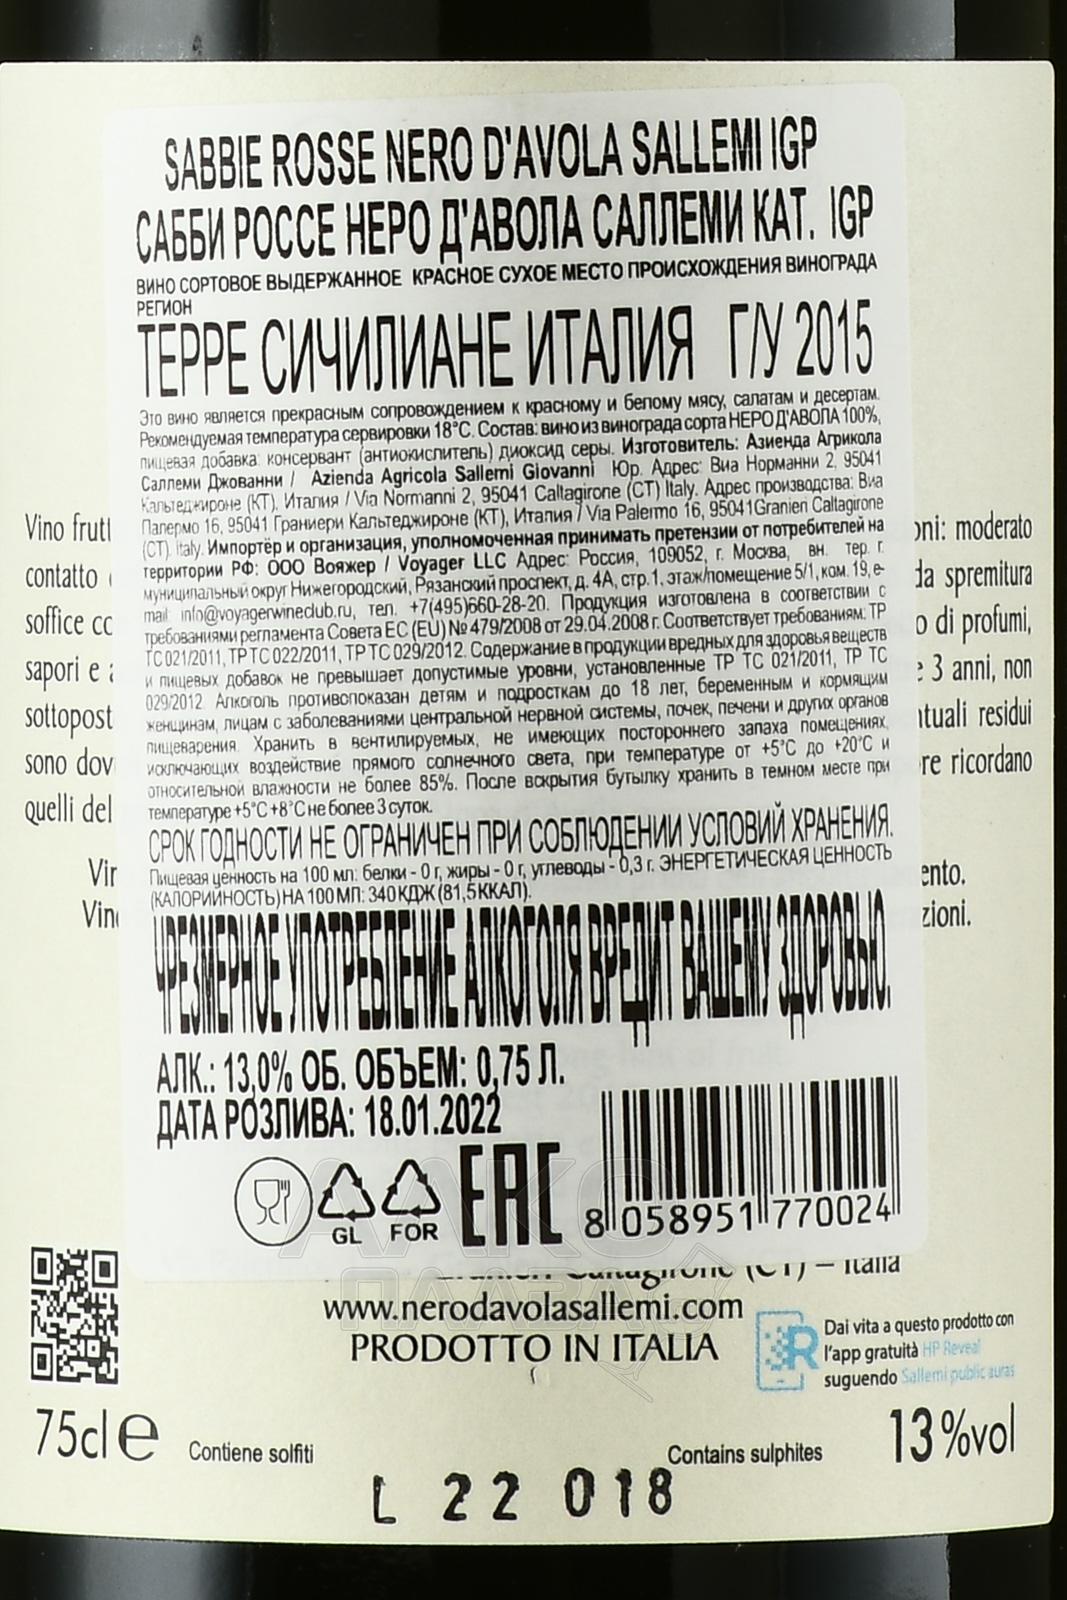 SABBIE ROSSE NERO D'AVOLA SALLEMI IGP
САББИ РОССЕ НЕРО Д'АВОЛА САЛЛЕМИ КАТ. IGP
ВИНО СОРТОВОЕ ВЫДЕРЖАННОЕ КРАСНОЕ СУХОЕ МЕСТО ПРОИСХОЖДЕНИЯ ВИНОГРАДА
РЕГИОН
ТЕРРЕ СИЧИЛИАНЕ ИТАЛИЯ Г/У 2015
Это вино является прекрасным сопровождением к красному и белому мясу, салатам и десертам.
Рекомендуемая температура сервировки 18°C. Состав: вино из винограда сорта НЕРО Д'АВОЛА 100%,
пищевая добавка: консервант (антиокислитель) диоксид серы. Изготовитель: Азиенда Агрикола
Саллеми Джованни / Azienda Agricola Sallemi Giovanni Юр. Адрес: Виа Норманни 2, 95041
Кальтеджироне (КТ), Италия / Via Normanni 2, 95041 Caltagirone (CT) Italy. Адрес производства: Виа
Палермо 16, 95041 Граниери Кальтеджироне (КТ), Италия / Via Palermo 16, 95041Granieri Caltagirone
(CT). Italy. Импортёр и организация, уполномоченная принимать претензии от потребителей на
территории РФ: ООО Вояжер / Voyager LLC Адрес: Россия, 109052, г. Москва, вн. тер. г.
муниципальный округ Нижегородский, Рязанский проспект, д. 4А, стр.1, этаж/помещение 5/1, ком. 19, e-
mail: info@voyagerwineclub.ru, тел. +7(495)660-28-20. Продукция изготовлена в соответствии с
требованиями регламента Совета ЕС (EU) № 479/2008 от 29.04.2008 г. Соответствует требованиям: ТР
ТС 021/2011, ТР ТС 022/2011, ТР ТС 029/2012. Содержание в продукции вредных для здоровья веществ
и пищевых добавок не превышает допустимые уровни, установленные ТР ТС 021/2011, ТР ТС
029/2012. Алкоголь противопоказан детям и подросткам до 18 лет, беременным и кормящим
женщинам, лицам с заболеваниями центральной нервной системы, почек, печени и других органов
пищеварения. Хранить в вентилируемых, не имеющих постороннего запаха помещениях,
исключающих воздействие прямого солнечного света, при температуре от +5°C до +20°C и
относительной влажности не более 85%. После вскрытия бутылку хранить в темном месте при
температуре +5°C +8°C не более 3 суток.
СРОК ГОДНОСТИ НЕ ОГРАНИЧЕН ПРИ СОБЛЮДЕНИИ УСЛОВИЙ ХРАНЕНИЯ.
Пищевая ценность на 100 мл: белки - 0 г, жиры - 0 г, углеводы - 0,3 г. ЭНЕРГЕТИЧЕСКАЯ ЦЕННОСТЬ
(КАЛОРИЙНОСТЬ) НА 100 МЛ: 340 КДЖ (81,5 ККАЛ).
ЧРЕЗМЕРНОЕ УПОТРЕБЛЕНИЕ АЛКОГОЛЯ ВРЕДИТ ВАШЕМУ ЗДОРОВЬЮ.
АЛК.: 13,0% ОБ. ОБЪЕМ: 0,75 Л.
ДАТА РОЗЛИВА: 18.01.2022
GL FOR EAC 8 058951 770024
Vino
oni: moderato
contatto
spremitura
soffice
di profumi,
sapori e
3 anni, non
residui
sono
ricordano
quelli del
(CT) – Italia
www.nerodavolasallemi.com
PRODOTTO IN ITALIA
Dai vita a questo prodotto con
l'app gratuità HP Reveal
suguendo Sallemi public auras
75cl e Contiene solfiti Contains sulphites 13%vol
L 22 018